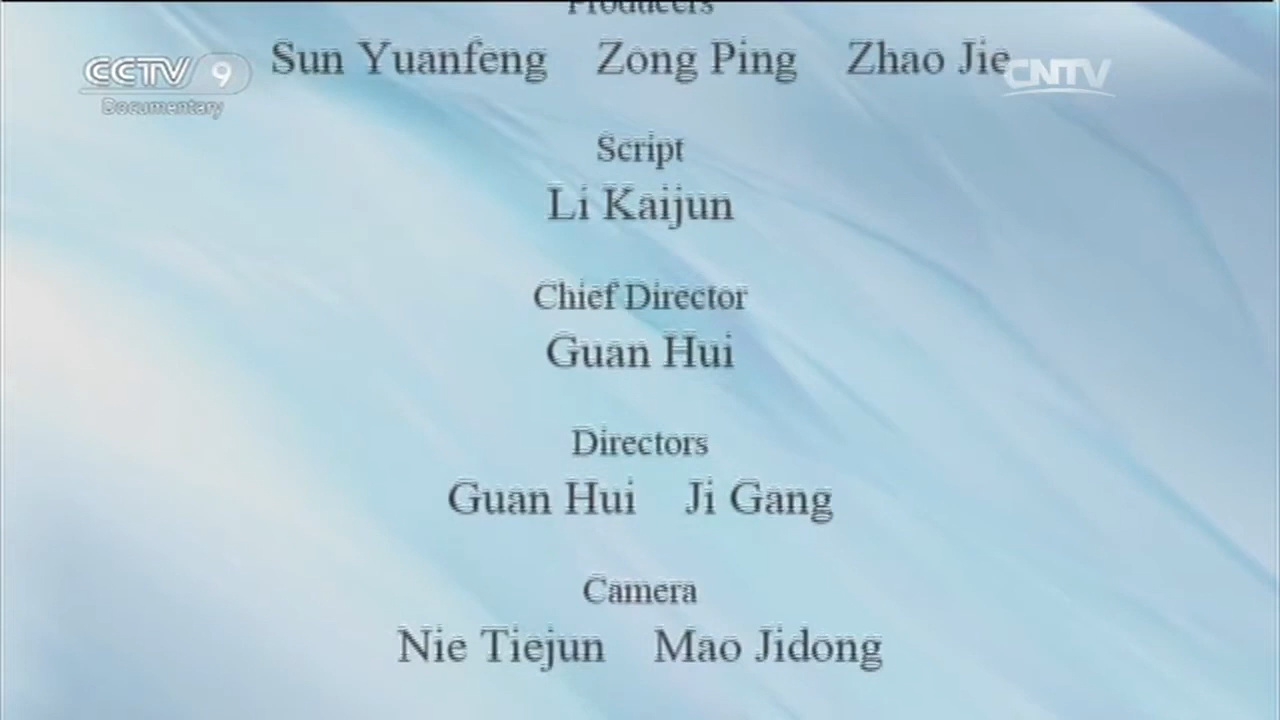 Producers
CCTV 9
Documentary
Sun Yuanfeng Zong Ping Zhao Jie
CNTV
Script
Li Kaijun
Chief Director
Guan Hui
Directors
Guan Hui Ji Gang
Camera
Nie Tiejun Mao Jidong